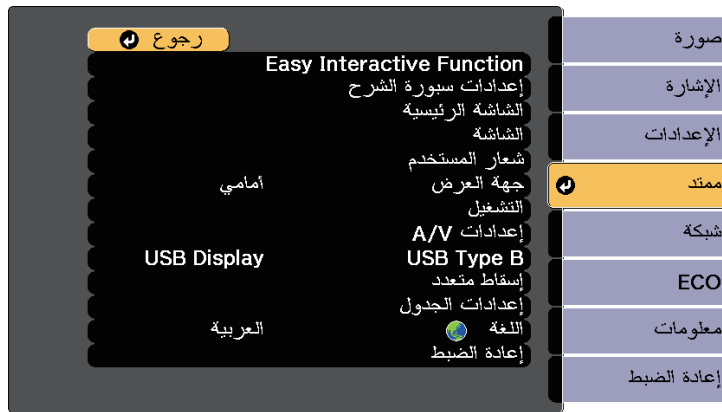 صورة
الإشارة
الإعدادات
ممتد
شبكة
ECO
معلومات
إعادة الضبط
رجوع
Easy Interactive Function
إعدادات سبورة الشرح
الشاشة الرئيسية
الشاشة
شعار المستخدم
جهة العرض أمامي
التشغيل
إعدادات A/V
USB Type B USB Display
إسقاط متعدد
إعدادات الجدول
اللغة العربية
إعادة الضبط